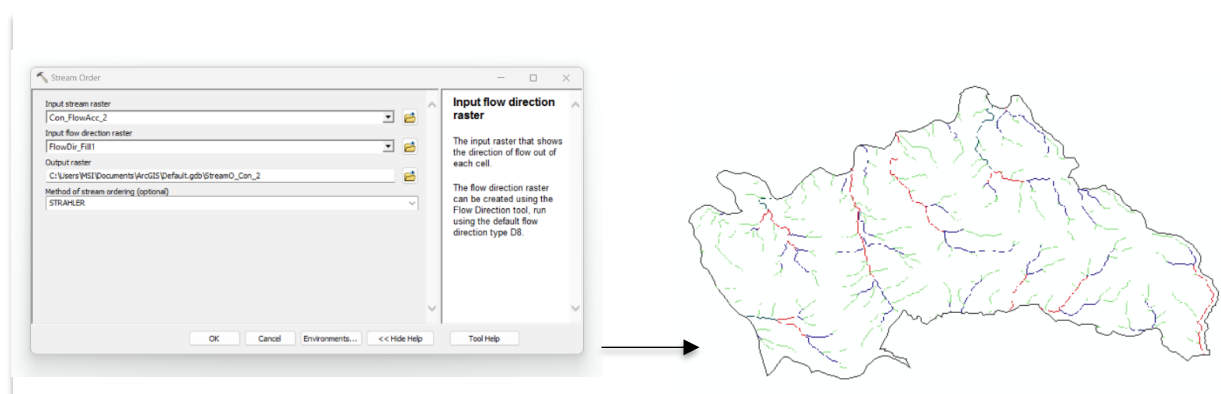 Stream Order
Input stream raster
Con_FlowAcc_2
Input flow direction raster
FlowDir_Fill1
Output raster
C:\Users\MSI\Documents\ArcGIS\Default.gdb\StreamO_Con_2
Method of stream ordering (optional)
STRAHLER
Input flow direction
raster
The input raster that shows
the direction of flow out of
each cell.
The flow direction raster
can be created using the
Flow Direction tool, run
using the default flow
direction type D8.
OK Cancel Environments... << Hide Help Tool Help